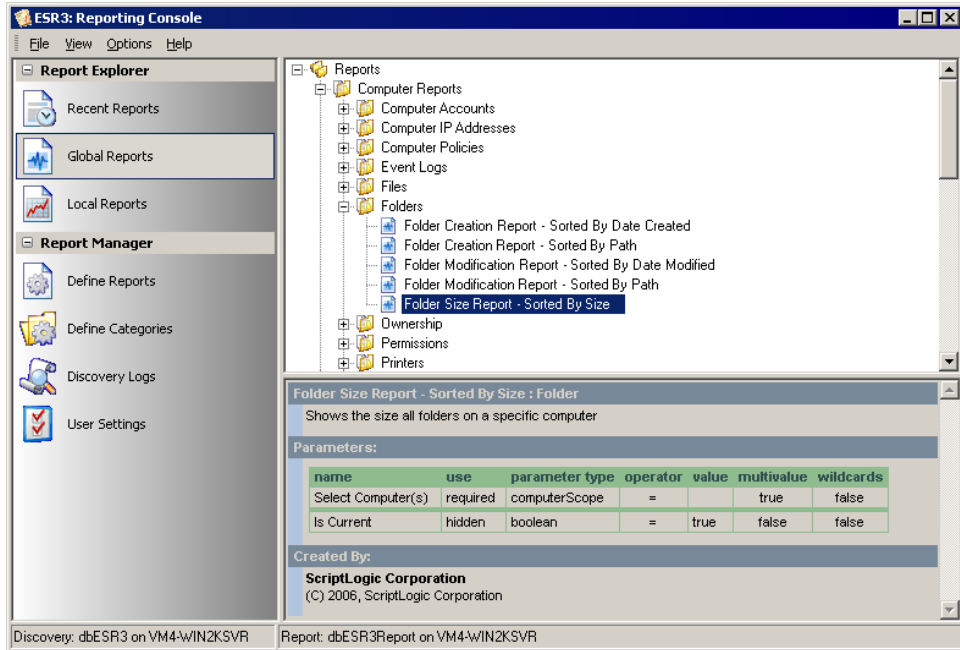 ESR3: Reporting Console
File View Options Help
Report Explorer
Recent Reports
Global Reports
Local Reports
Report Manager
Define Reports
Define Categories
Discovery Logs
User Settings
Reports
Computer Reports
Computer Accounts
Computer IP Addresses
Computer Policies
Event Logs
Files
Folders
Folder Creation Report - Sorted By Date Created
Folder Creation Report - Sorted By Path
Folder Modification Report - Sorted By Date Modified
Folder Modification Report - Sorted By Path
Folder Size Report - Sorted By Size
Ownership
Permissions
Printers
Folder Size Report - Sorted By Size : Folder
Shows the size all folders on a specific computer
Parameters:
name use parameter type operator value multivalue wildcards
Select Computer(s) required computerScope = true false
Is Current hidden boolean = true false false
Created By:
ScriptLogic Corporation
(C) 2006, ScriptLogic Corporation
Discovery: dbESR3 on VM4-WIN2KSVR
Report: dbESR3Report on VM4-WIN2KSVR